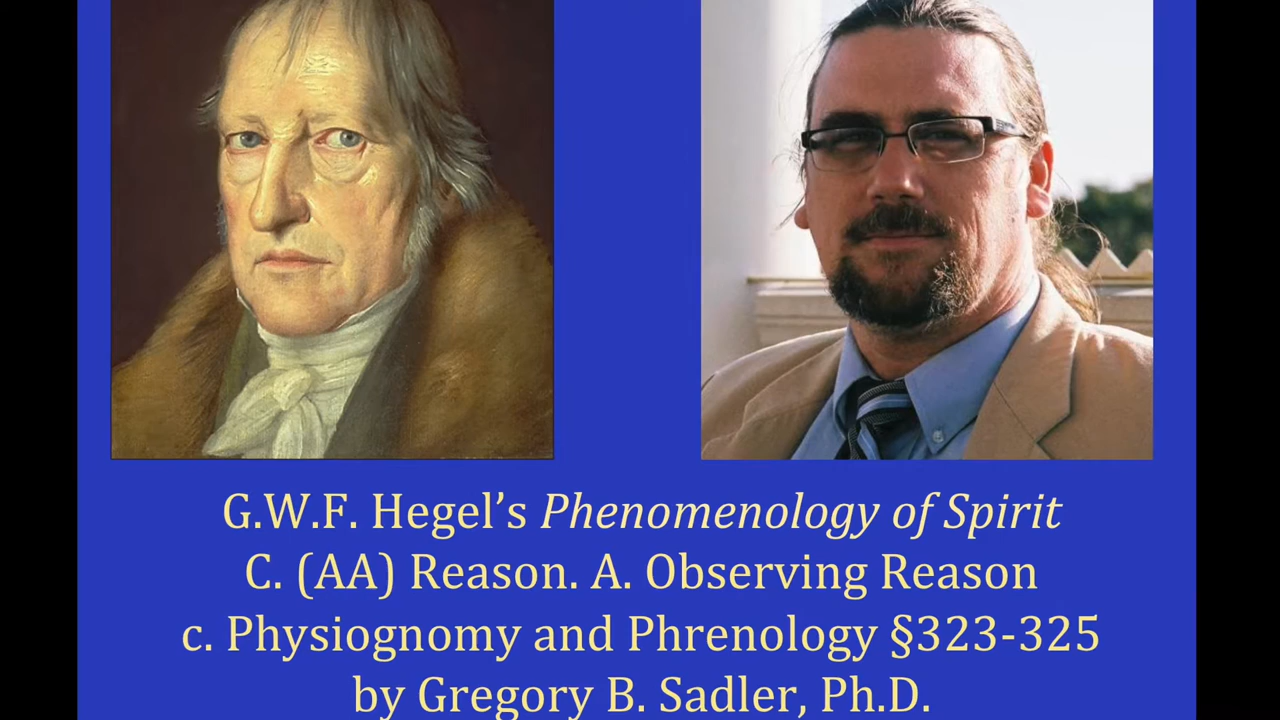 G.W.F. Hegel’s Phenomenology of Spirit
C. (AA) Reason. A. Observing Reason
c. Physiognomy and Phrenology §323-325
by Gregory B. Sadler, Ph.D.